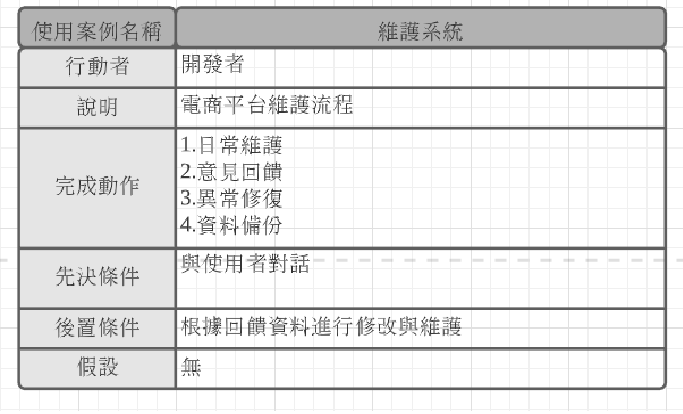 使用案例名稱 維護系統
行動者 開發者
說明 電商平台維護流程
完成動作
1.日常維護
2.意見回饋
3.異常修復
4.資料備份
先決條件 與使用者對話
後置條件 根據回饋資料進行修改與維護
假設 無